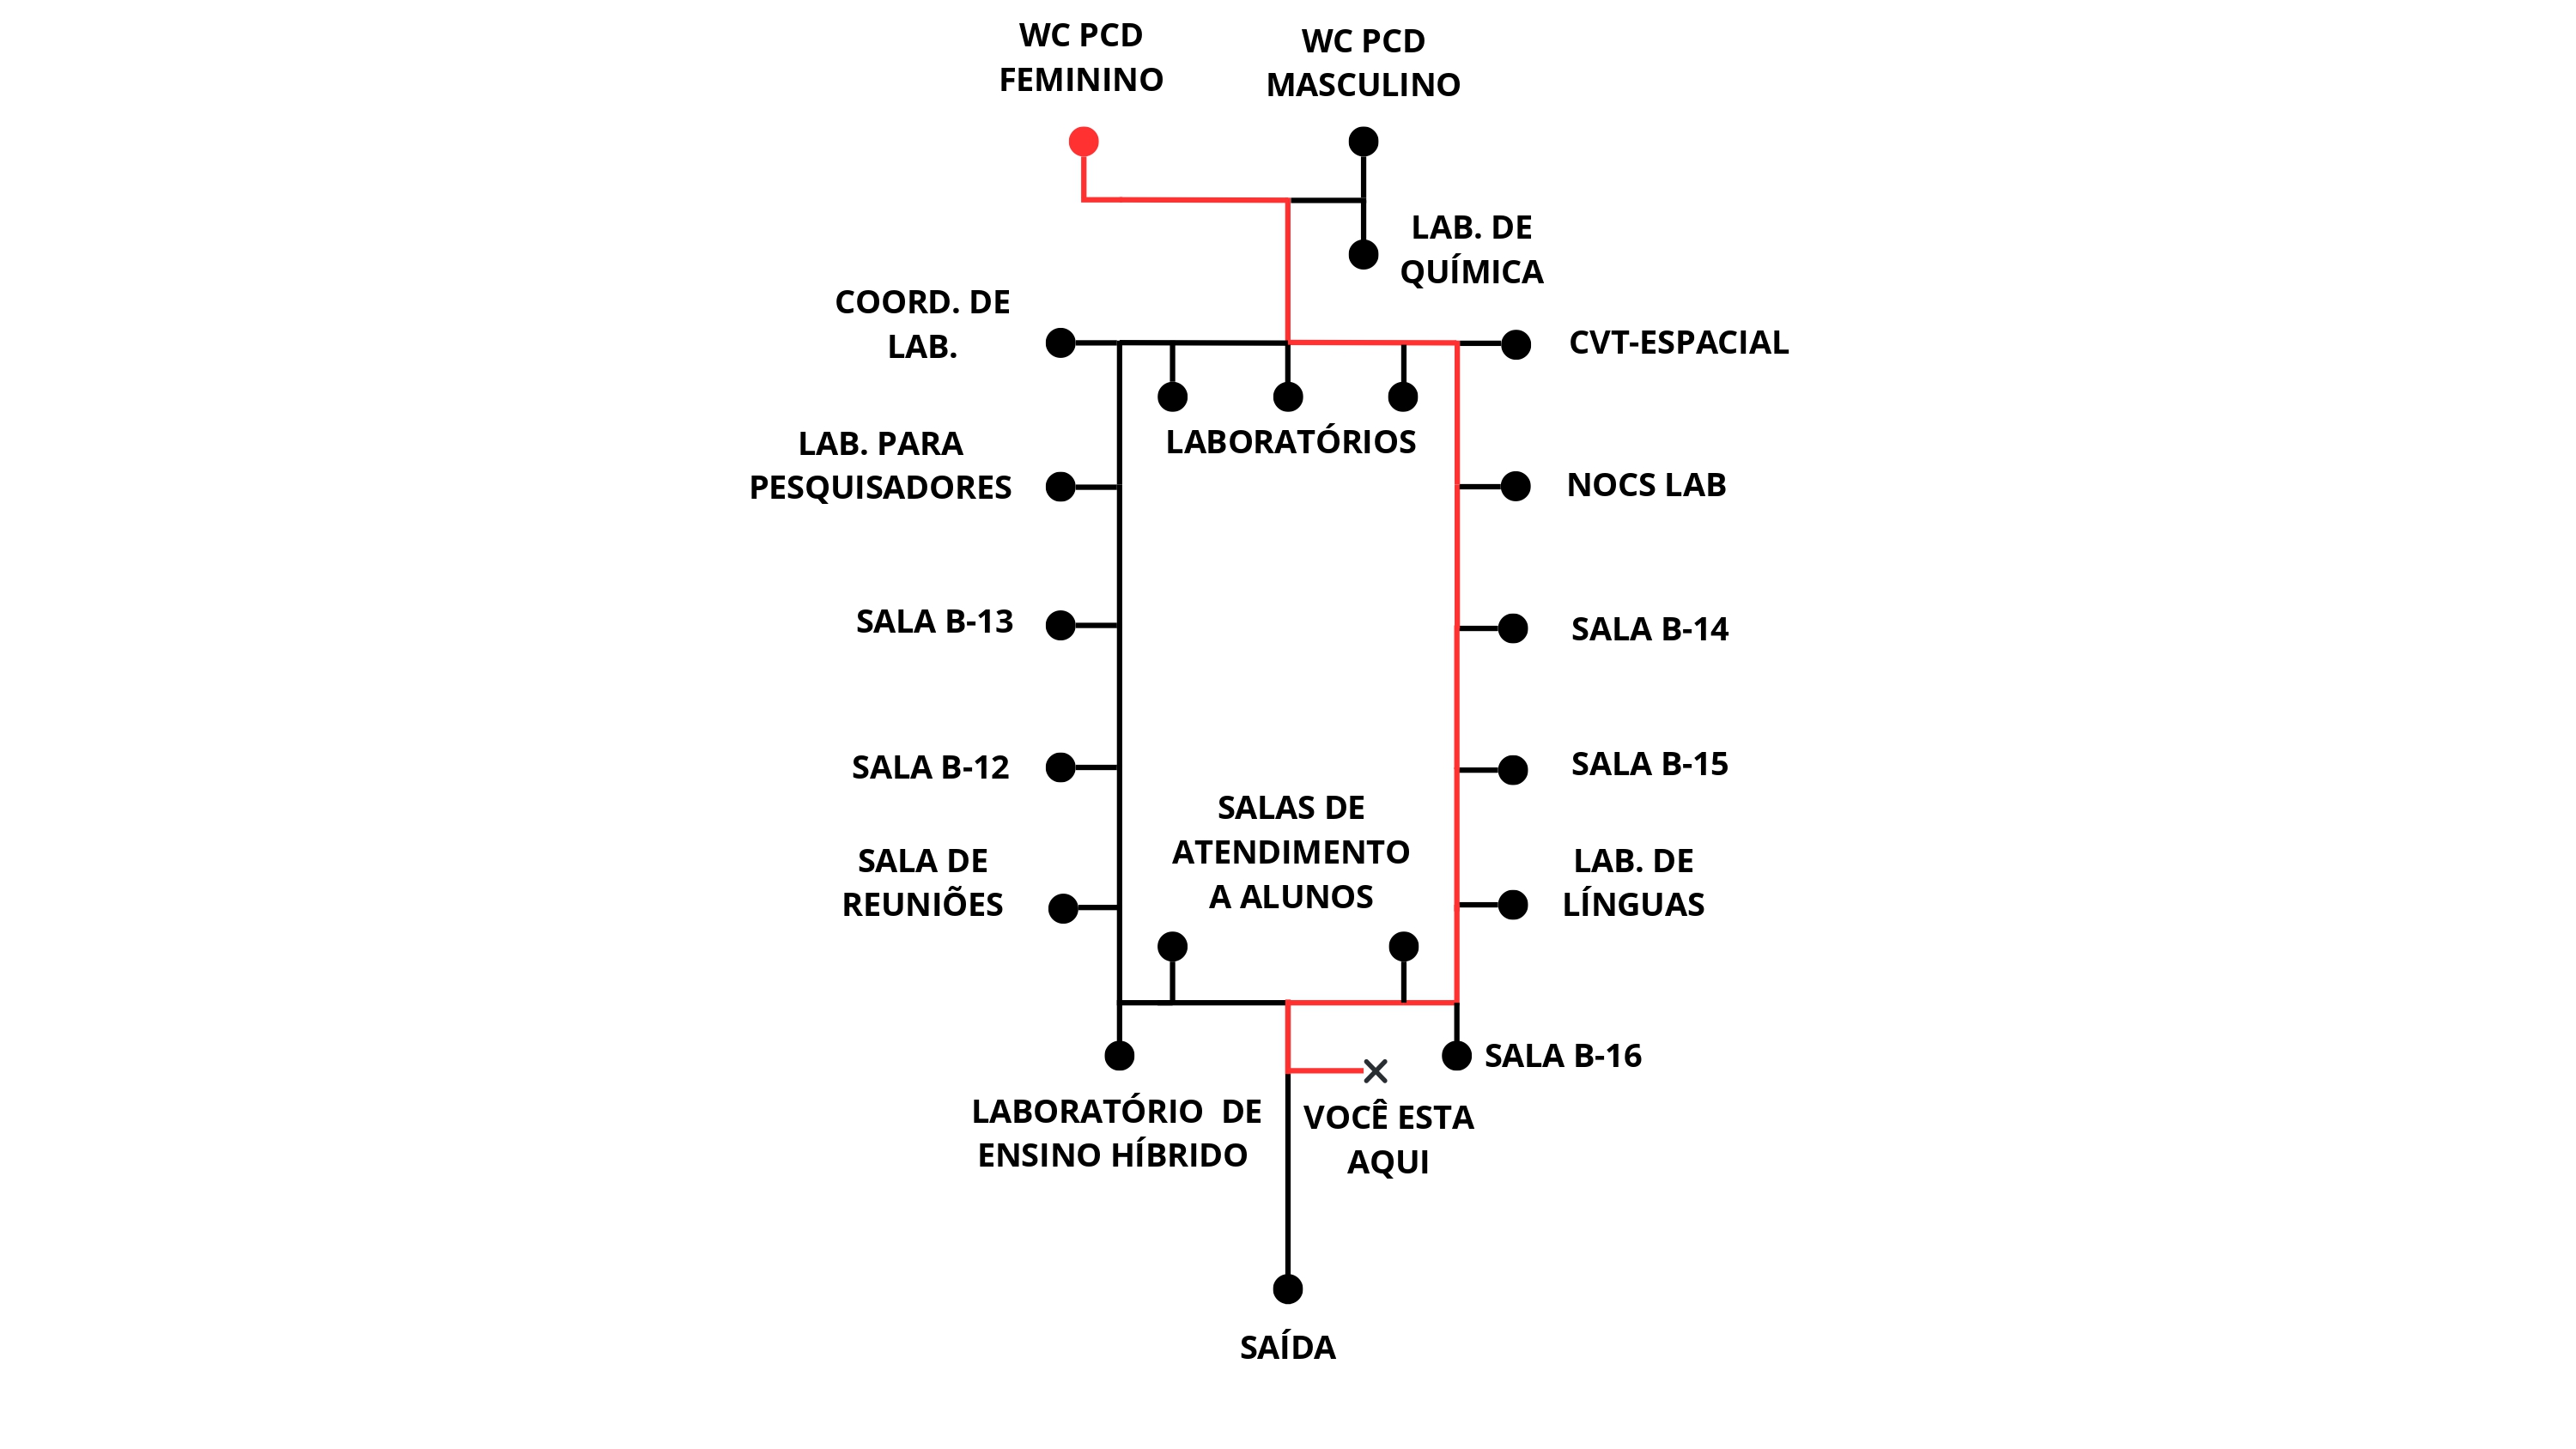 WC PCD
FEMININO
WC PCD
MASCULINO
LAB. DE
QUÍMICA
COORD. DE
LAB.
CVT-ESPACIAL
LABORATÓRIOS
LAB. PARA
PESQUISADORES
NOCS LAB
SALA B-13
SALA B-14
SALA B-12
SALA B-15
SALAS DE
ATENDIMENTO
A ALUNOS
SALA DE
REUNIÕES
LAB. DE
LÍNGUAS
SALA B-16
LABORATÓRIO DE
ENSINO HÍBRIDO
VOCÊ ESTA
AQUI
SAÍDA